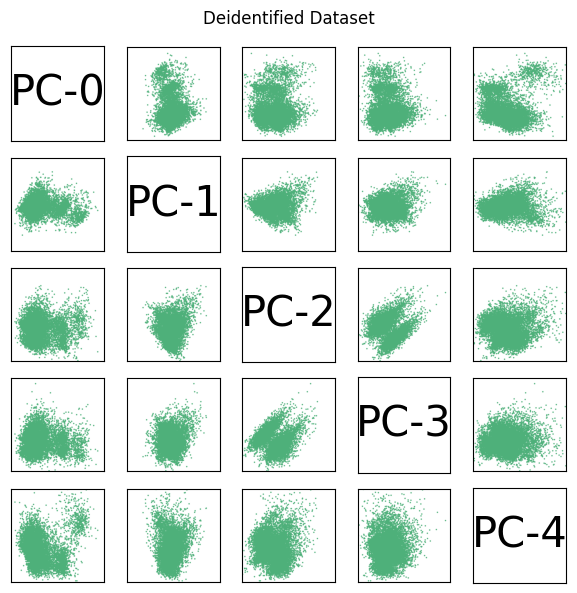 Deidentified Dataset
PC-0
PC-1
PC-2
PC-3
PC-4